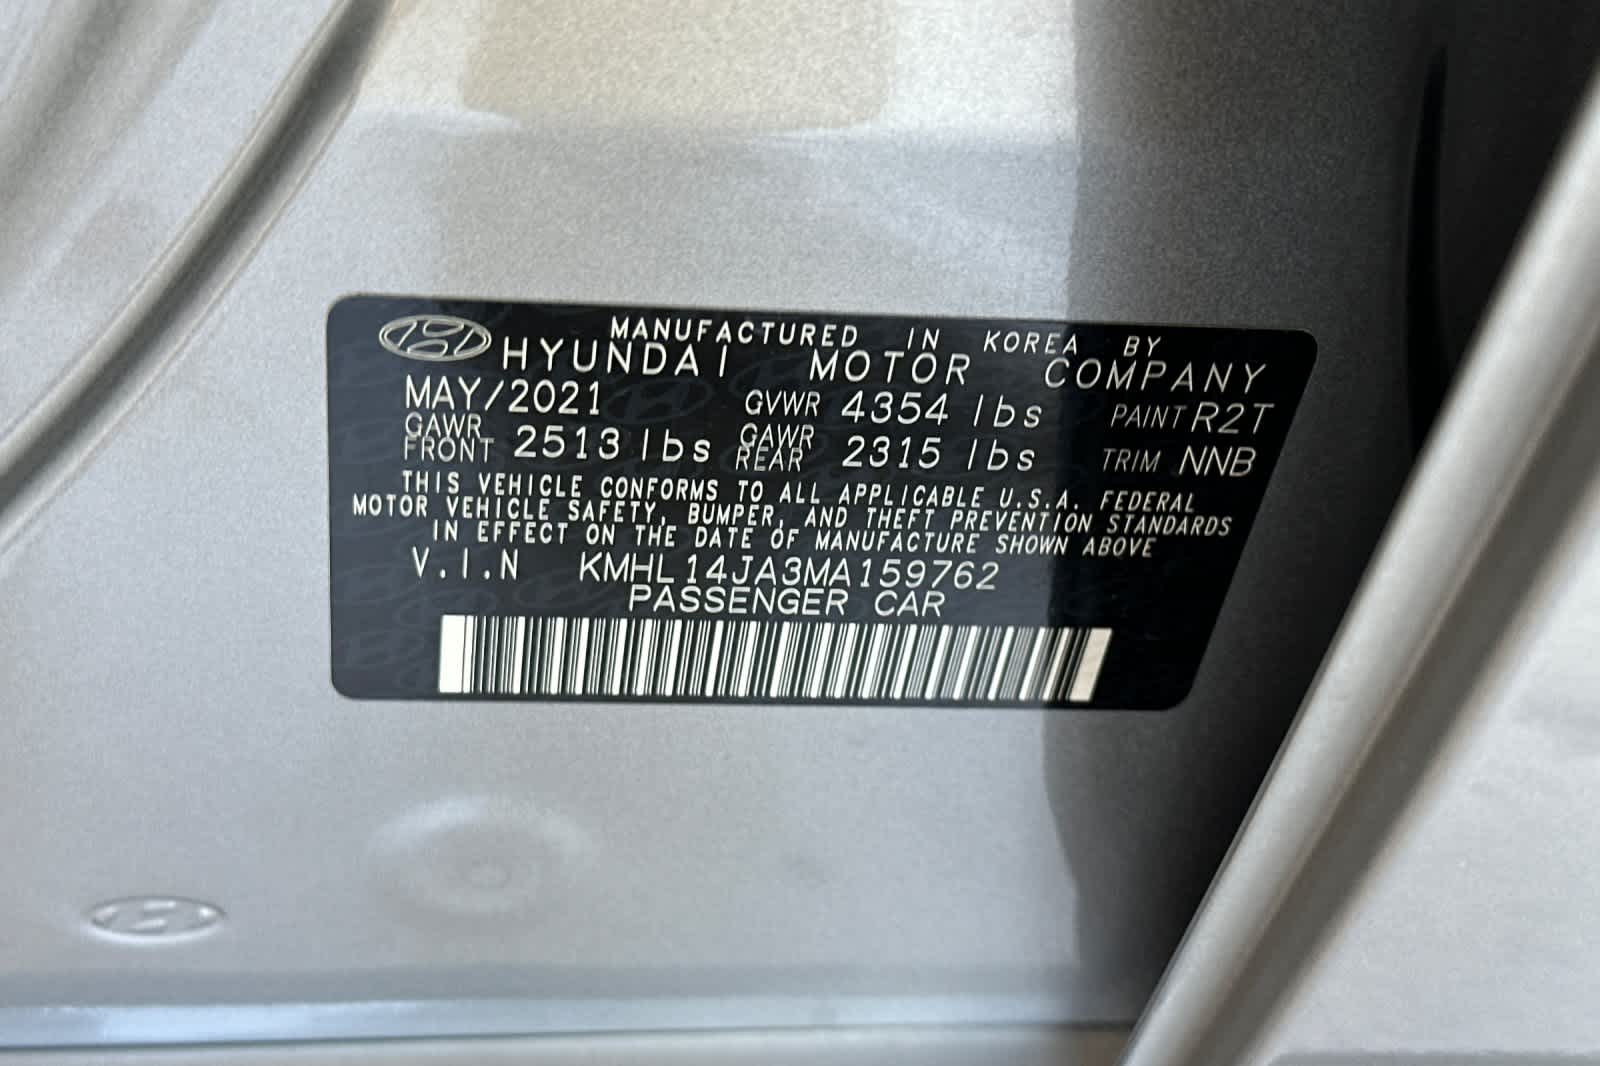 MANUFACTURED IN KOREA BY
HYUNDAI MOTOR COMPANY
MAY/2021 GVWR 4354 lbs PAINT R2T
GAWR FRONT 2513 lbs GAWR REAR 2315 lbs TRIM NNB
THIS VEHICLE CONFORMS TO ALL APPLICABLE U.S.A. FEDERAL
MOTOR VEHICLE SAFETY, BUMPER, AND THEFT PREVENTION STANDARDS
IN EFFECT ON THE DATE OF MANUFACTURE SHOWN ABOVE
V.I.N KMHL14JA3MA159762
PASSENGER CAR